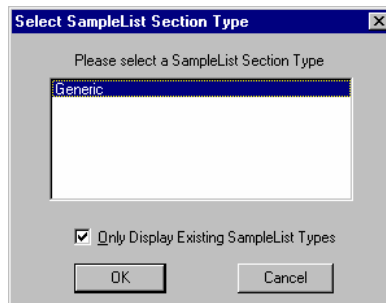 Select SampleList Section Type
Please select a SampleList Section Type
Generic
Only Display Existing SampleList Types
OK
Cancel